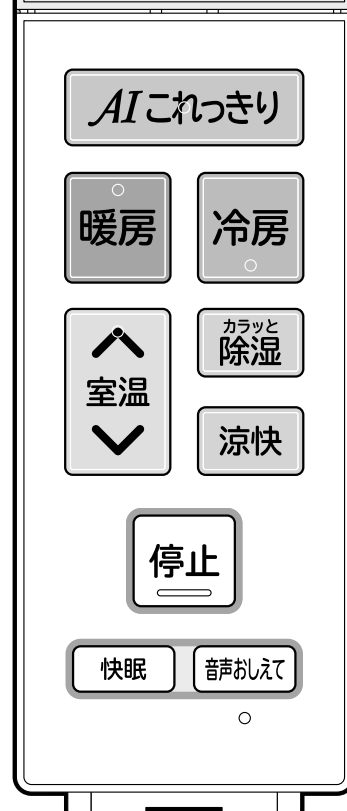 AIこれっきり
暖房
冷房
カラッと
除湿
室温
涼快
停止
快眠
音声おしえて